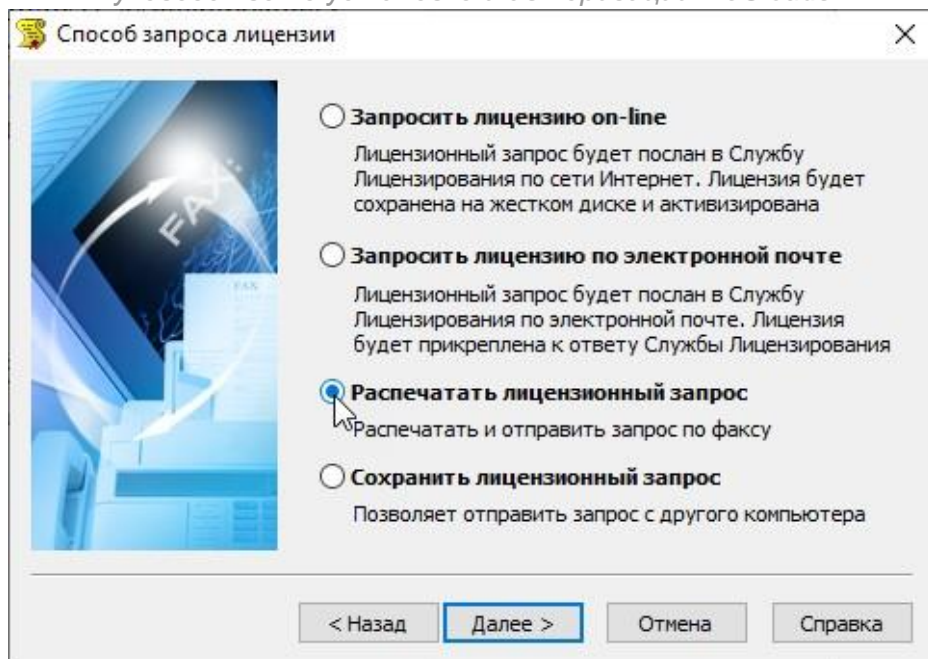 Способ запроса лицензии
FAX:
FAX
Запросить лицензию on-line
Лицензионный запрос будет послан в Службу
Лицензирования по сети Интернет. Лицензия будет
сохранена на жестком диске и активизирована
Запросить лицензию по электронной почте
Лицензионный запрос будет послан в Службу
Лицензирования по электронной почте. Лицензия
будет прикреплена к ответу Службы Лицензирования
Распечатать лицензионный запрос
Распечатать и отправить запрос по факсу
Сохранить лицензионный запрос
Позволяет отправить запрос с другого компьютера
< Назад
Далее >
Отмена
Справка